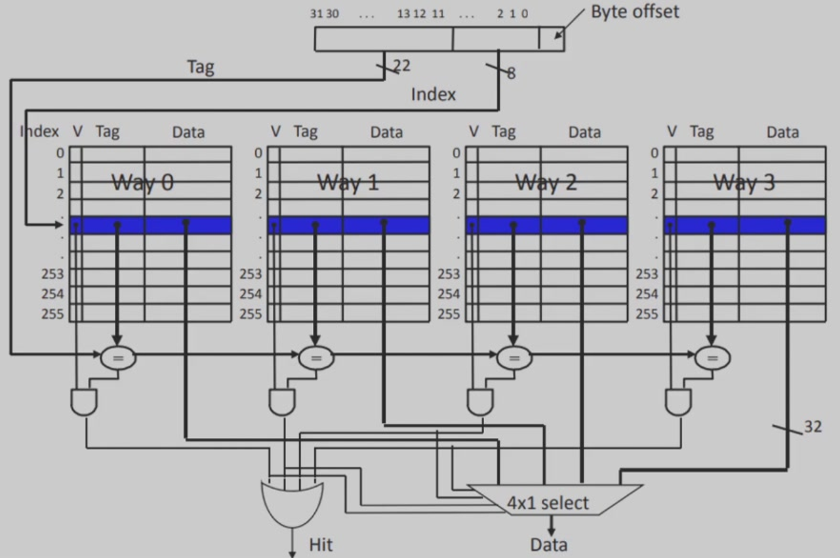 31 30 ... 13 12 11 ... 2 1 0
Byte offset
22
8
Tag
Index
Index V Tag Data
V Tag Data
V Tag Data
V Tag Data
0
1
2
.
.
.
253
254
255
Way 0
0
1
2
.
.
.
253
254
255
Way 1
0
1
2
.
.
.
253
254
255
Way 2
0
1
2
.
.
.
253
254
255
Way 3
=
=
=
=
32
4x1 select
Hit
Data